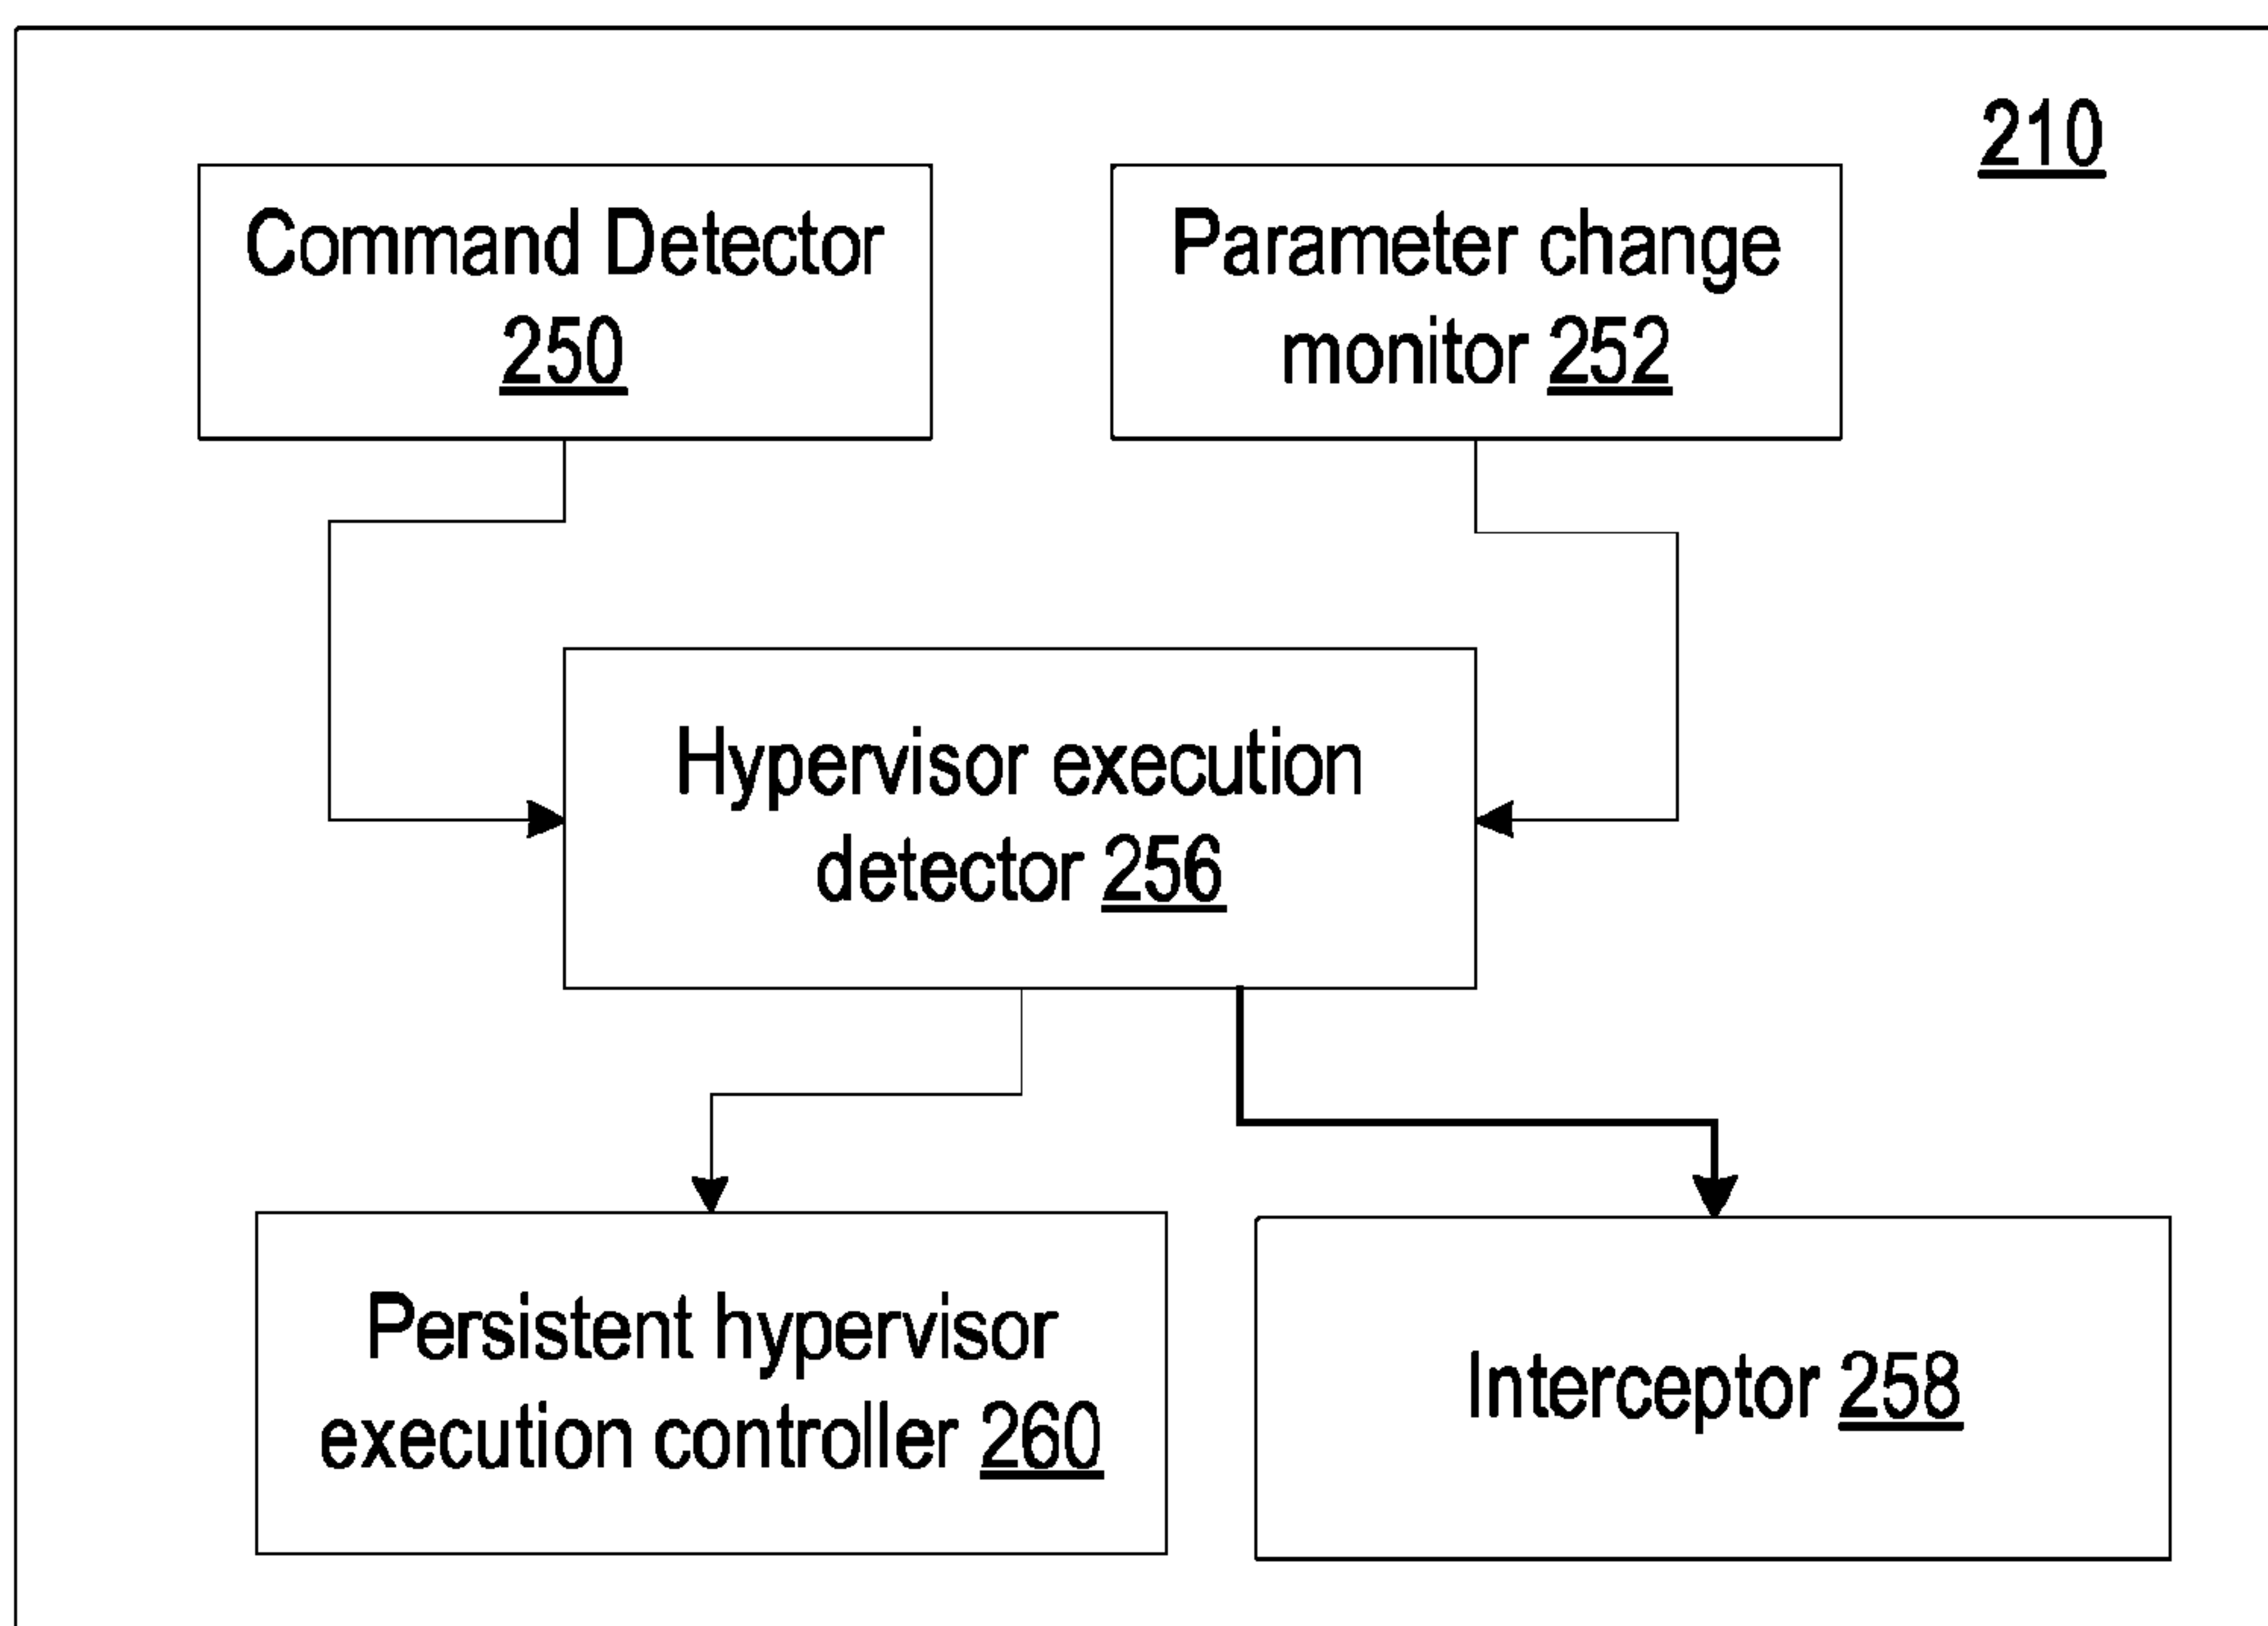 210
Command Detector
250
Parameter change
monitor 252
Hypervisor execution
detector 256
Persistent hypervisor
execution controller 260
Interceptor 258